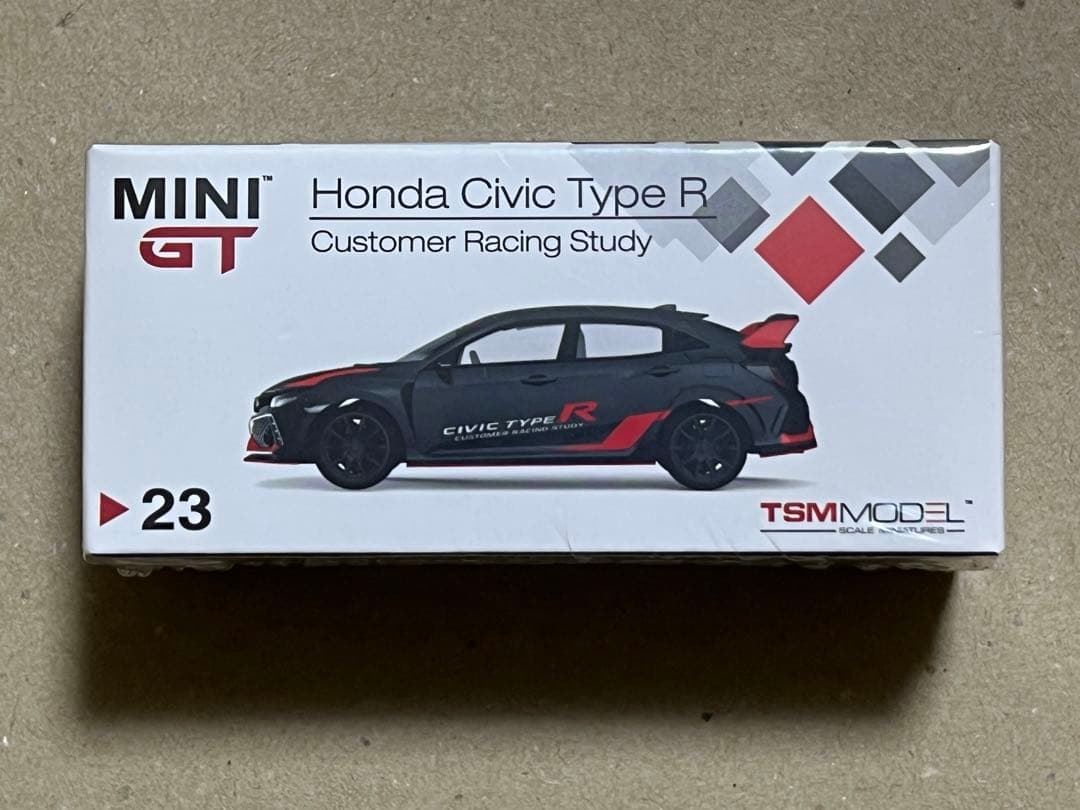 MINI™
GT
Honda Civic Type R
Customer Racing Study
CIVIC TYPE R
CUSTOMER RACING STUDY
23
TSMMODEL™
SCALE MINIATURES